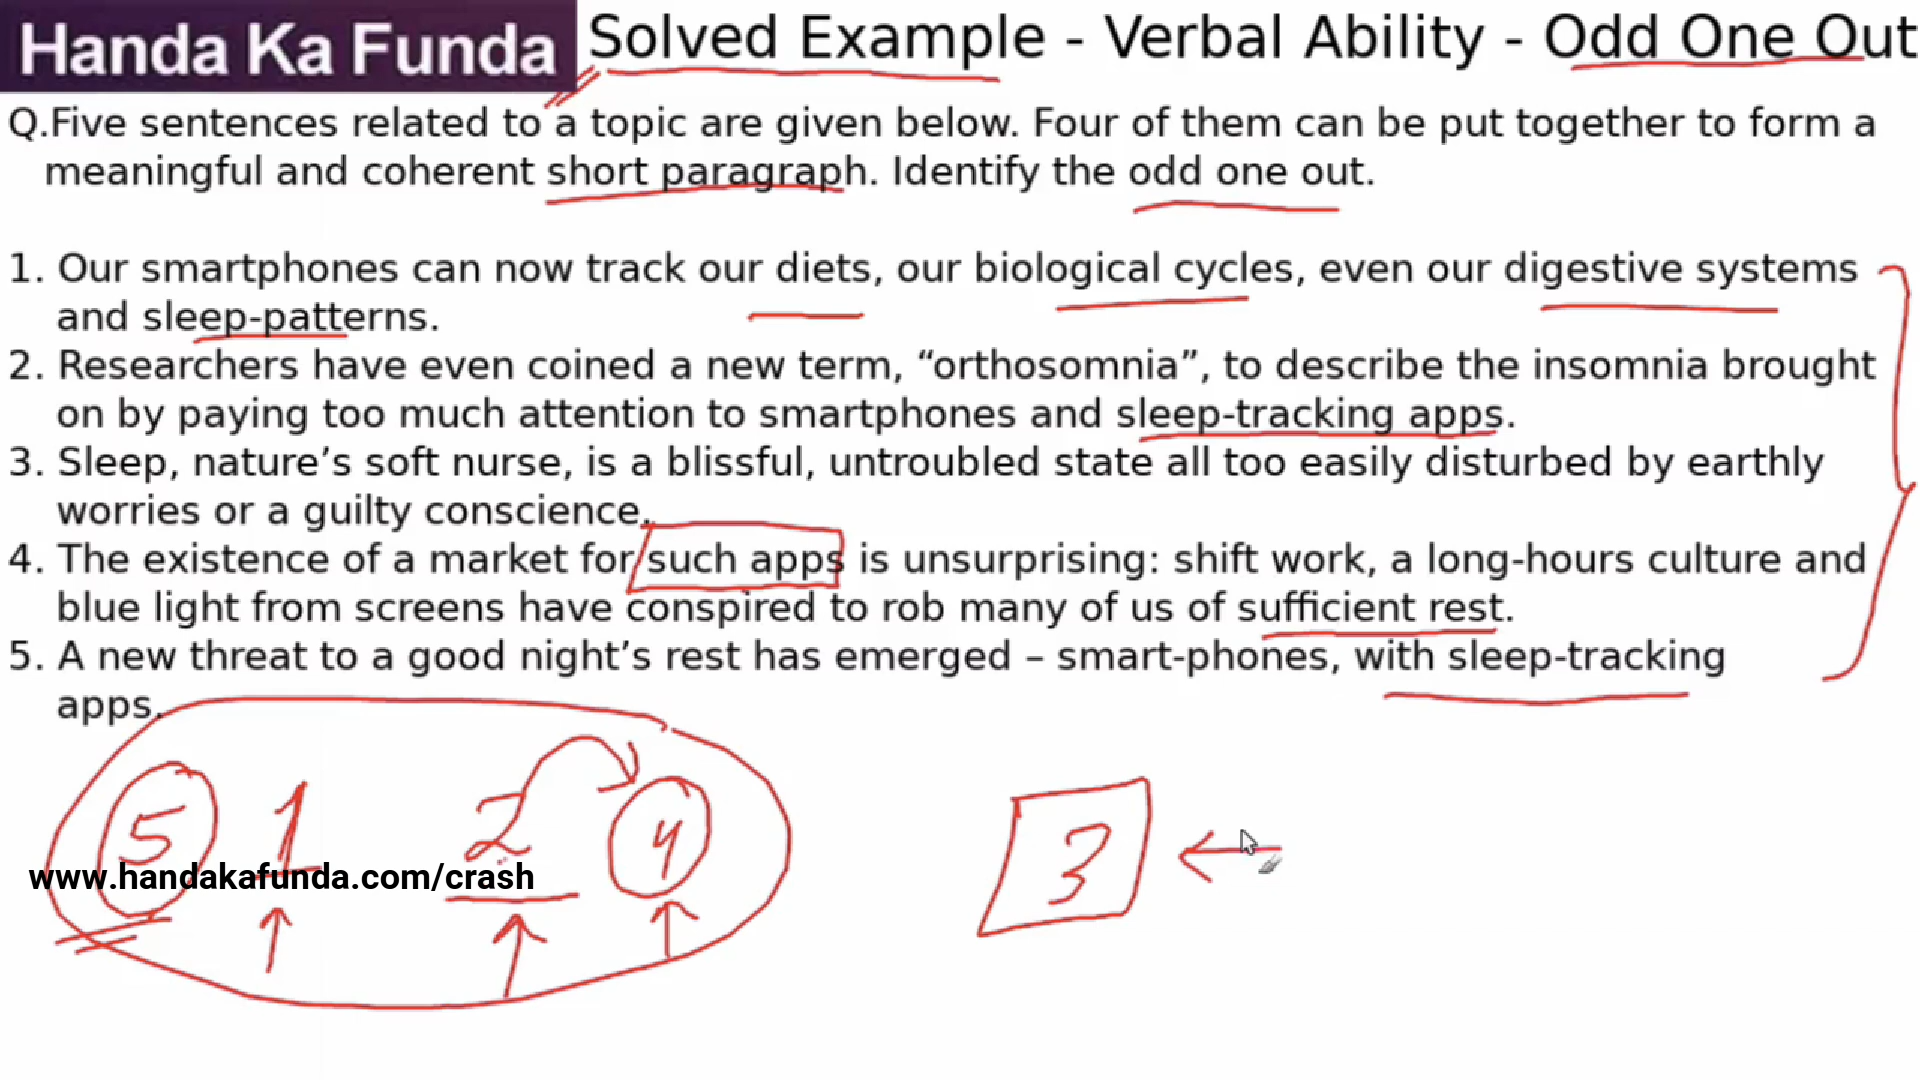 Handa Ka Funda Solved Example - Verbal Ability - Odd One Out
Q.Five sentences related to a topic are given below. Four of them can be put together to form a
meaningful and coherent short paragraph. Identify the odd one out.
1. Our smartphones can now track our diets, our biological cycles, even our digestive systems
and sleep-patterns.
2. Researchers have even coined a new term, “orthosomnia”, to describe the insomnia brought
on by paying too much attention to smartphones and sleep-tracking apps.
3. Sleep, nature’s soft nurse, is a blissful, untroubled state all too easily disturbed by earthly
worries or a guilty conscience.
4. The existence of a market for such apps is unsurprising: shift work, a long-hours culture and
blue light from screens have conspired to rob many of us of sufficient rest.
5. A new threat to a good night’s rest has emerged – smart-phones, with sleep-tracking
apps.
5 1 2 4 3
www.handakafunda.com/crash